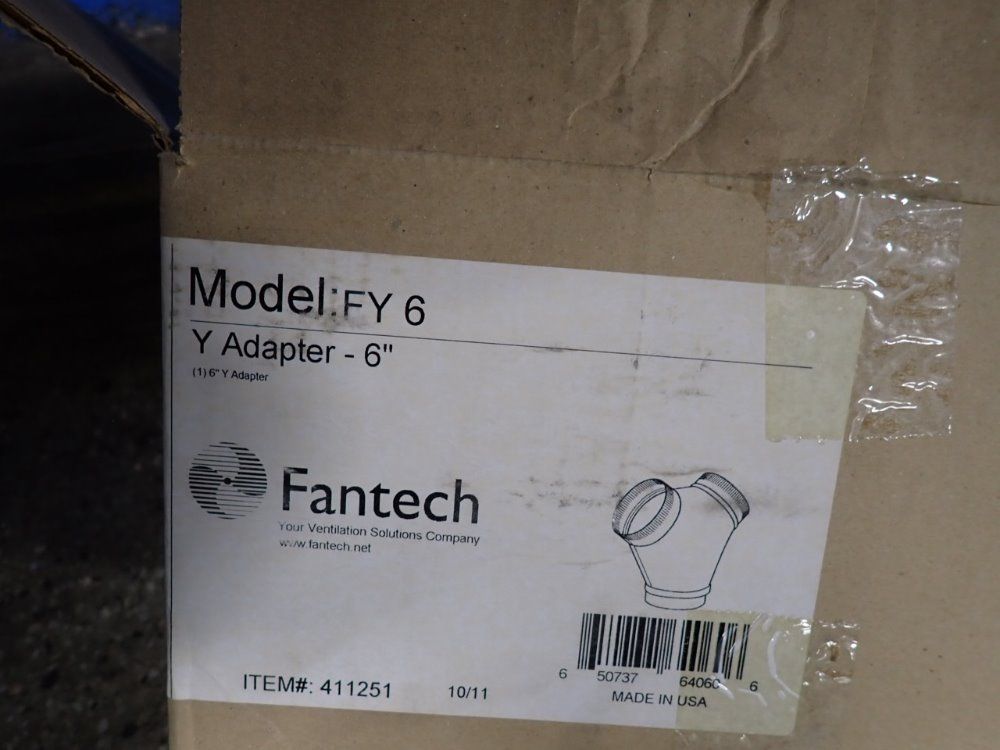 Model: FY 6
Y Adapter - 6"
(1) 6" Y Adapter
Fantech
Your Ventilation Solutions Company
www.fantech.net
ITEM#: 411251
10/11
6 50737 64060 6
MADE IN USA